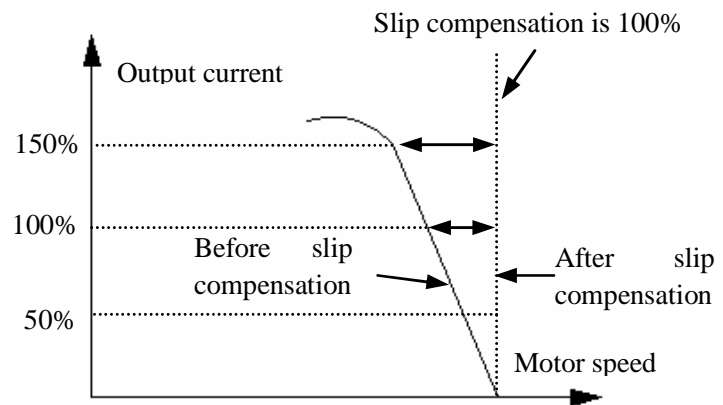 Slip compensation is 100%
Output current
150%
100%
Before slip
compensation
After slip
compensation
50%
Motor speed